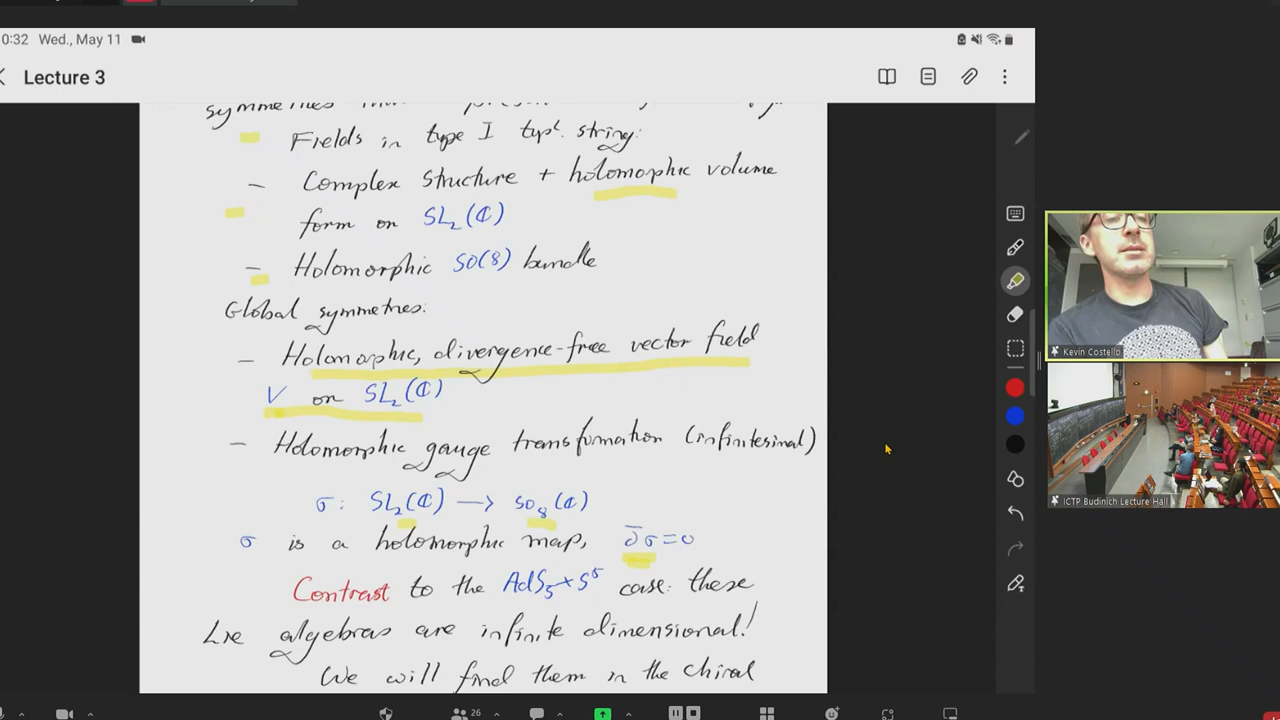 0:32 Wed., May 11
Lecture 3
symmetries
Fields in type I topl. string:
– Complex structure + holomorphic volume
form on SL₂(ℂ)
– Holomorphic SO(8) bundle
Global symmetries:
– Holomorphic, divergence-free vector field
V on SL₂(ℂ)
– Holomorphic gauge transformation (infinitesimal)
σ: SL₂(ℂ) → so₈(ℂ)
σ is a holomorphic map, ∂̄σ=0
Contrast to the AdS₅×S⁵ case: these
Lie algebras are infinite dimensional!
We will find them in the chiral
Kevin Costello
ICTP Budinich Lecture Hall
26